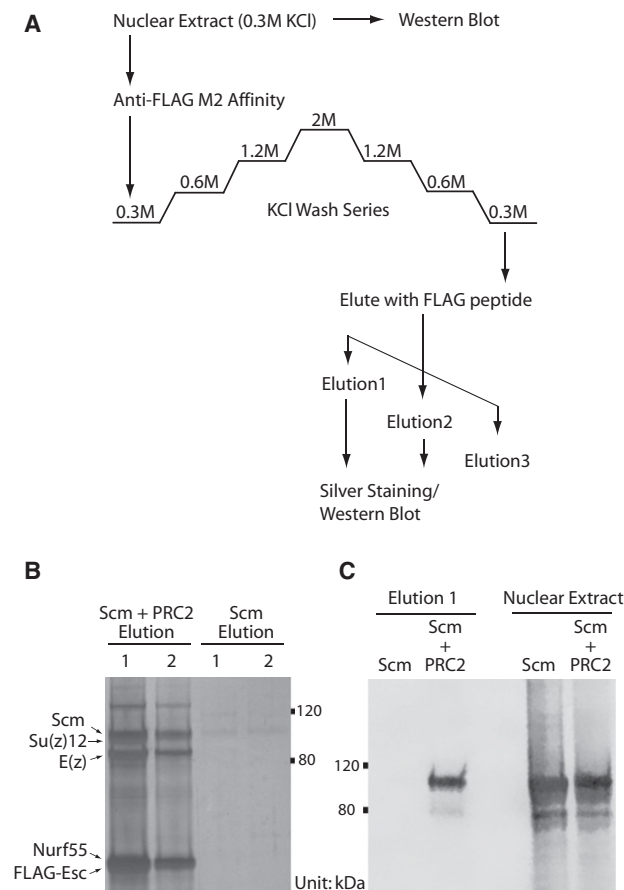 A
Nuclear Extract (0.3M KCl)
Western Blot
Anti-FLAG M2 Affinity
2M
1.2M
1.2M
0.6M
0.6M
0.3M
KCl Wash Series
0.3M
Elute with FLAG peptide
Elution1
Elution2
Elution3
Silver Staining/
Western Blot
B
Scm + PRC2
Elution
Scm
Elution
1
2
1
2
Scm
Su(z)12
E(z)
Nurf55
FLAG-Esc
120
80
Unit: kDa
C
Elution 1
Nuclear Extract
Scm
Scm
+
PRC2
Scm
Scm
+
PRC2
120
80